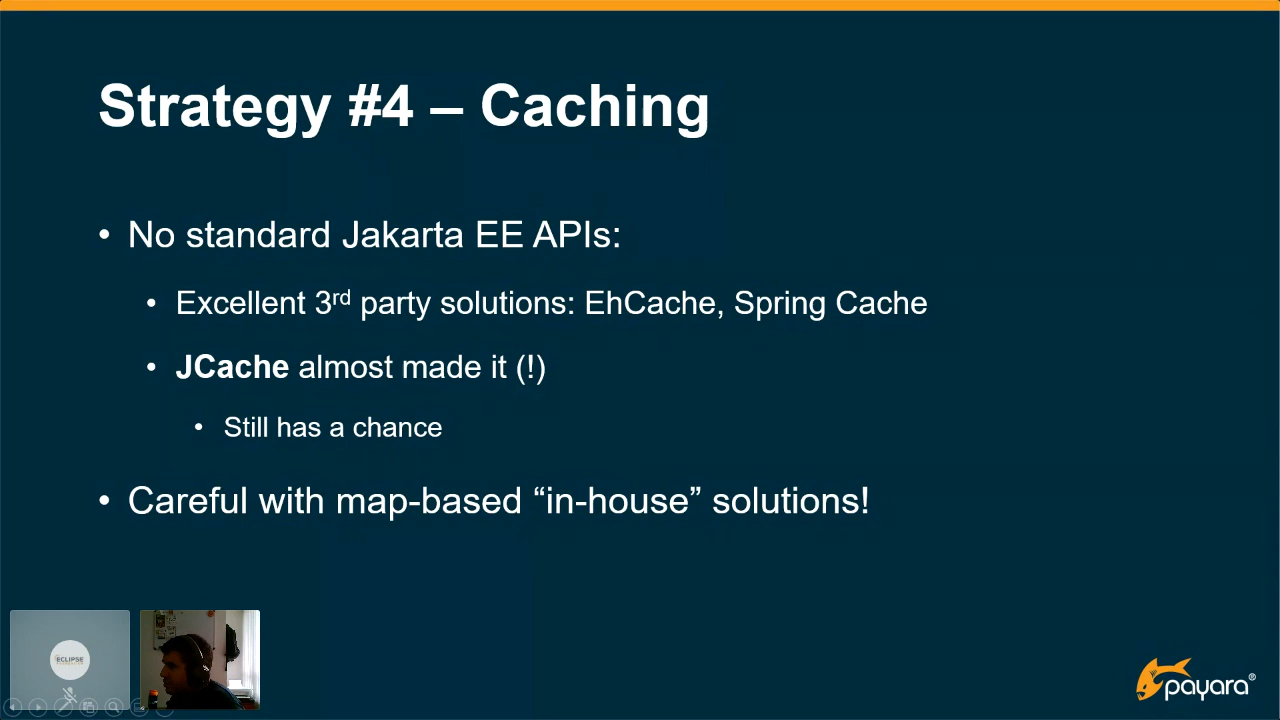 Strategy #4 – Caching
• No standard Jakarta EE APIs:
• Excellent 3rd party solutions: EhCache, Spring Cache
• JCache almost made it (!)
• Still has a chance
• Careful with map-based “in-house” solutions!
ECLIPSE
payara®